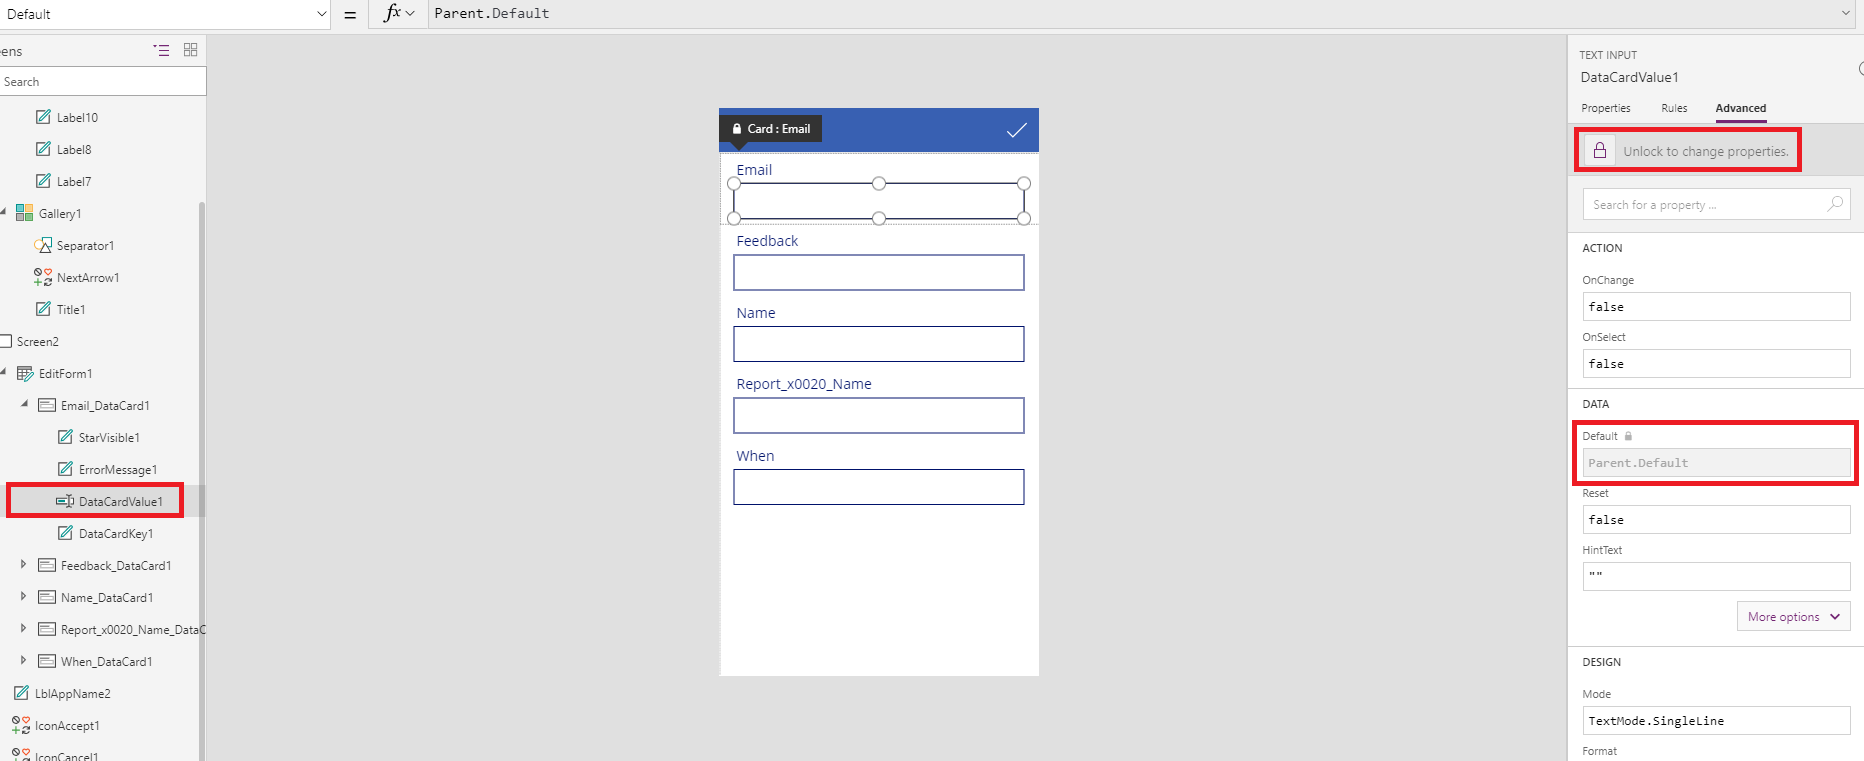 Default
= fx Parent.Default
ens
Search
Label10
Label8
Label7
Gallery1
Separator1
NextArrow1
Title1
Screen2
EditForm1
Email_DataCard1
StarVisible1
ErrorMessage1
DataCardValue1
DataCardKey1
Feedback_DataCard1
Name_DataCard1
Report_x0020_Name_DataC
When_DataCard1
LblAppName2
IconAccept1
IconCancel1
Card : Email
Email
Feedback
Name
Report_x0020_Name
When
TEXT INPUT
DataCardValue1
Properties Rules Advanced
Unlock to change properties.
Search for a property ...
ACTION
OnChange
false
OnSelect
false
DATA
Default
Parent.Default
Reset
false
HintText
""
More options
DESIGN
Mode
TextMode.SingleLine
Format